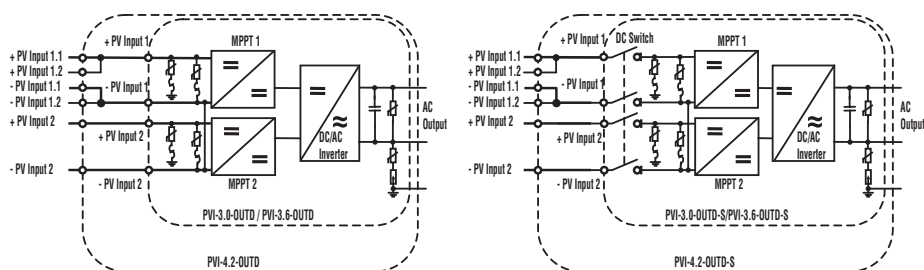 + PV Input 1
MPPT 1
+ PV Input 1.1
+ PV Input 1.2
- PV Input 1.1
- PV Input 1.2
- PV Input 1
+ PV Input 2
+ PV Input 2
- PV Input 2
- PV Input 2
MPPT 2
DC/AC
Inverter
AC
Output
PVI-3.0-OUTD / PVI-3.6-OUTD
PVI-4.2-OUTD
+ PV Input 1
DC Switch
MPPT 1
+ PV Input 1.1
+ PV Input 1.2
- PV Input 1.1
- PV Input 1.2
- PV Input 1
+ PV Input 2
+ PV Input 2
- PV Input 2
- PV Input 2
MPPT 2
DC/AC
Inverter
AC
Output
PVI-3.0-OUTD-S/PVI-3.6-OUTD-S
PVI-4.2-OUTD-S